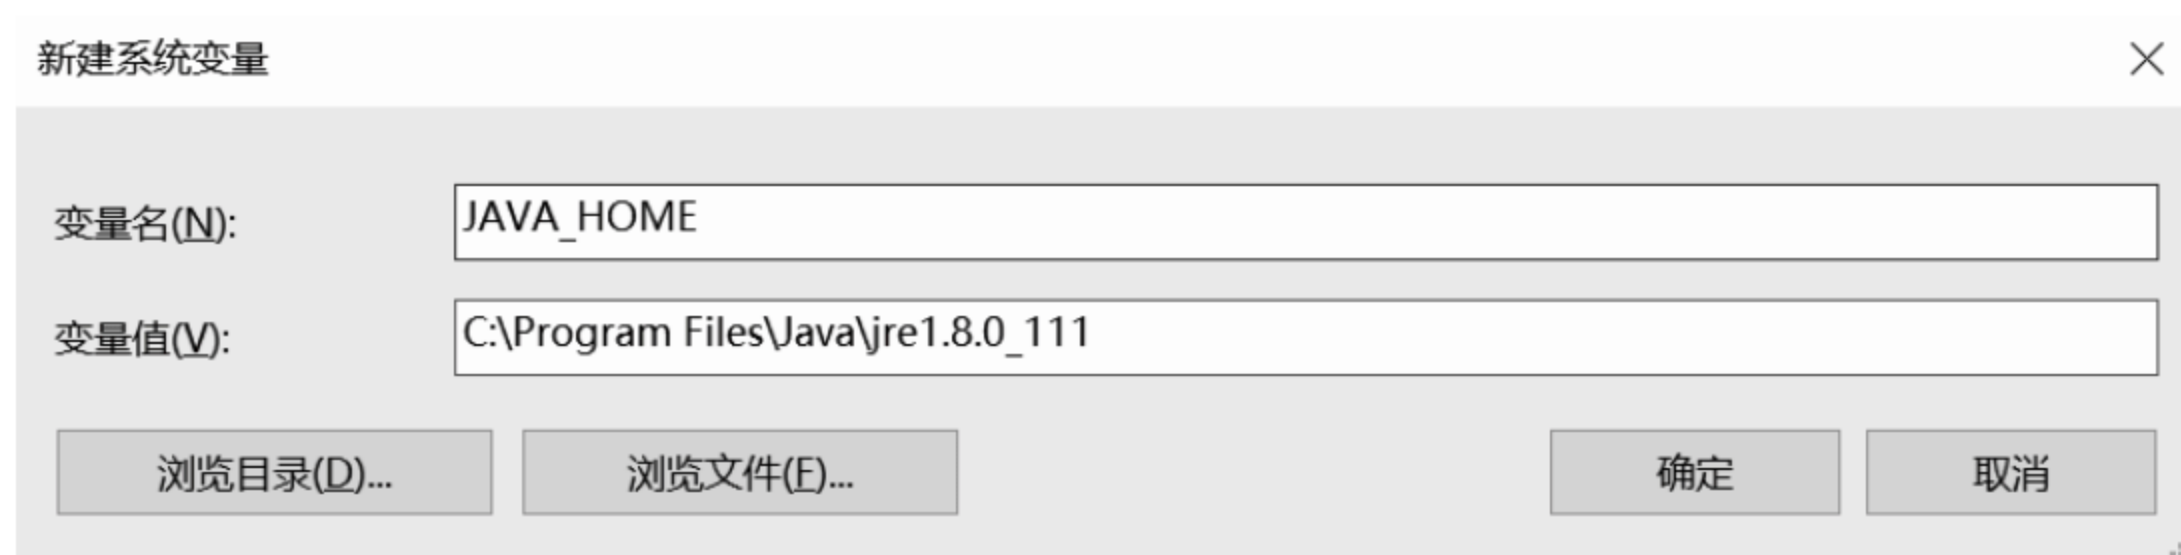 新建系统变量
变量名(N):
JAVA_HOME
变量值(V):
C:\Program Files\Java\jre1.8.0_111
浏览目录(D)...
浏览文件(F)...
确定
取消